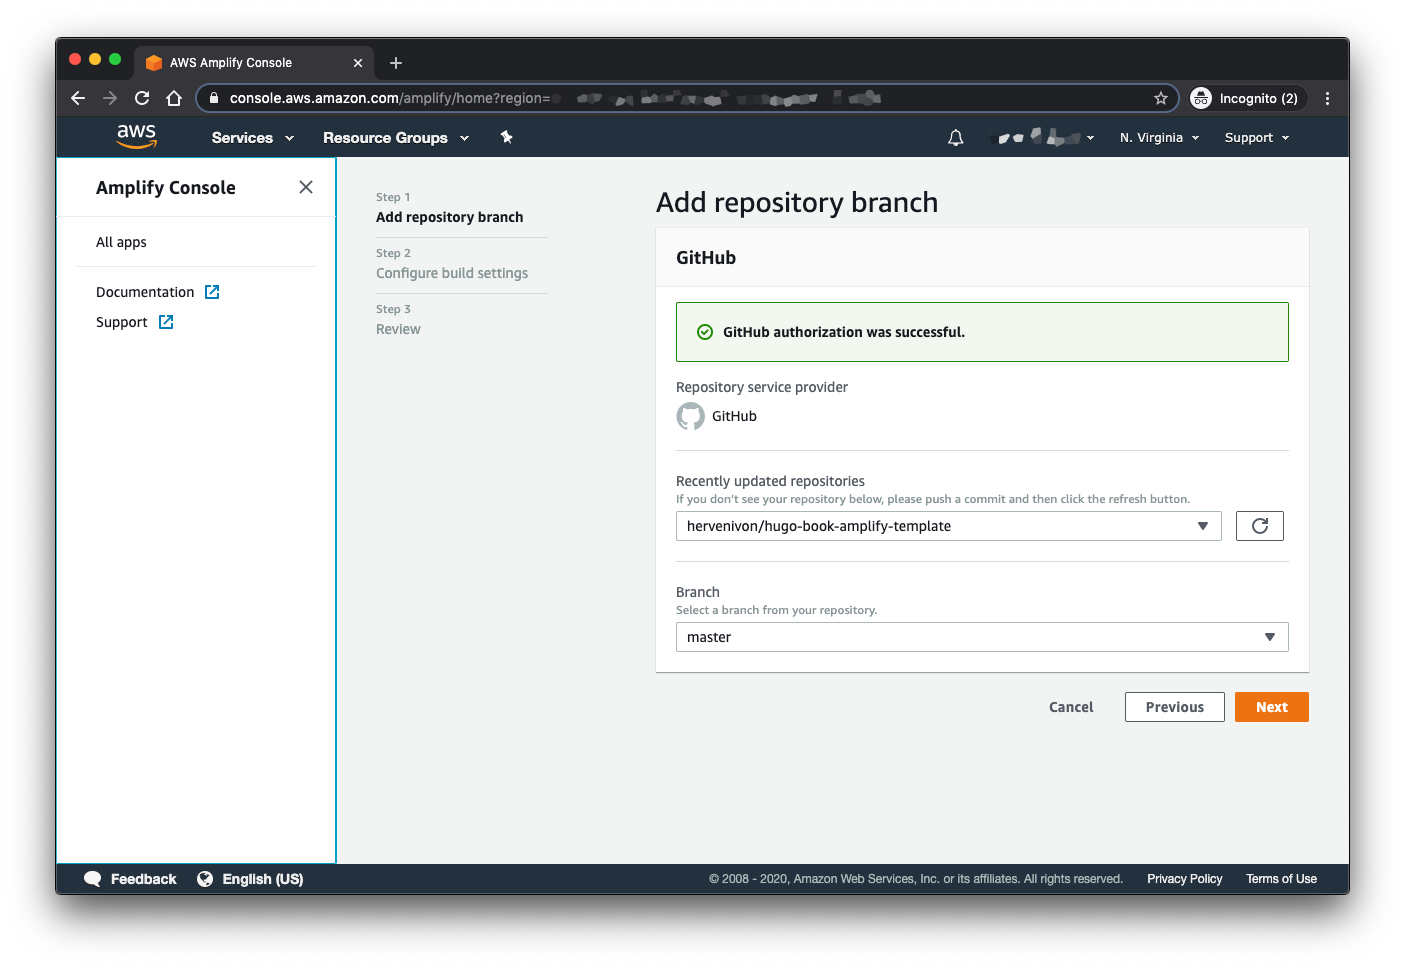 AWS Amplify Console
console.aws.amazon.com/amplify/home?region=
Incognito (2)
aws
Services
Resource Groups
N. Virginia
Support
Amplify Console
All apps
Documentation
Support
Step 1
Add repository branch
Step 2
Configure build settings
Step 3
Review
Add repository branch
GitHub
GitHub authorization was successful.
Repository service provider
GitHub
Recently updated repositories
If you don't see your repository below, please push a commit and then click the refresh button.
hervenivon/hugo-book-amplify-template
Branch
Select a branch from your repository.
master
Cancel
Previous
Next
Feedback
English (US)
© 2008 - 2020, Amazon Web Services, Inc. or its affiliates. All rights reserved.
Privacy Policy
Terms of Use